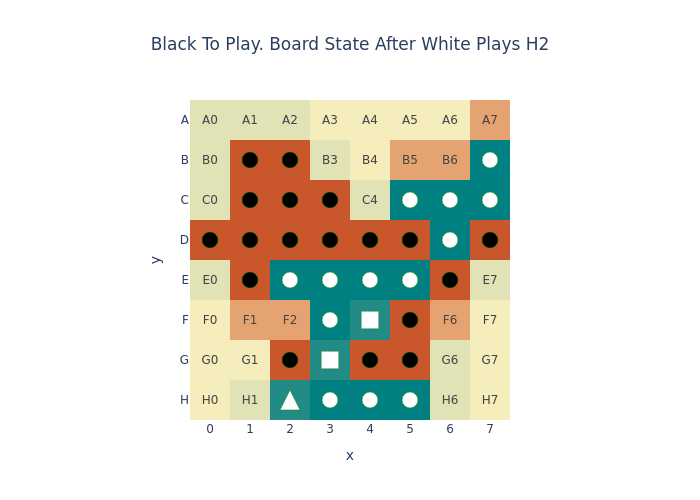 Black To Play. Board State After White Plays H2
A A0 A1 A2 A3 A4 A5 A6 A7
B B0 B3 B4 B5 B6
C C0 C4
D
E E0 E7
F F0 F1 F2 F6 F7
G G0 G1 G6 G7
H H0 H1 H6 H7
0 1 2 3 4 5 6 7
x
y